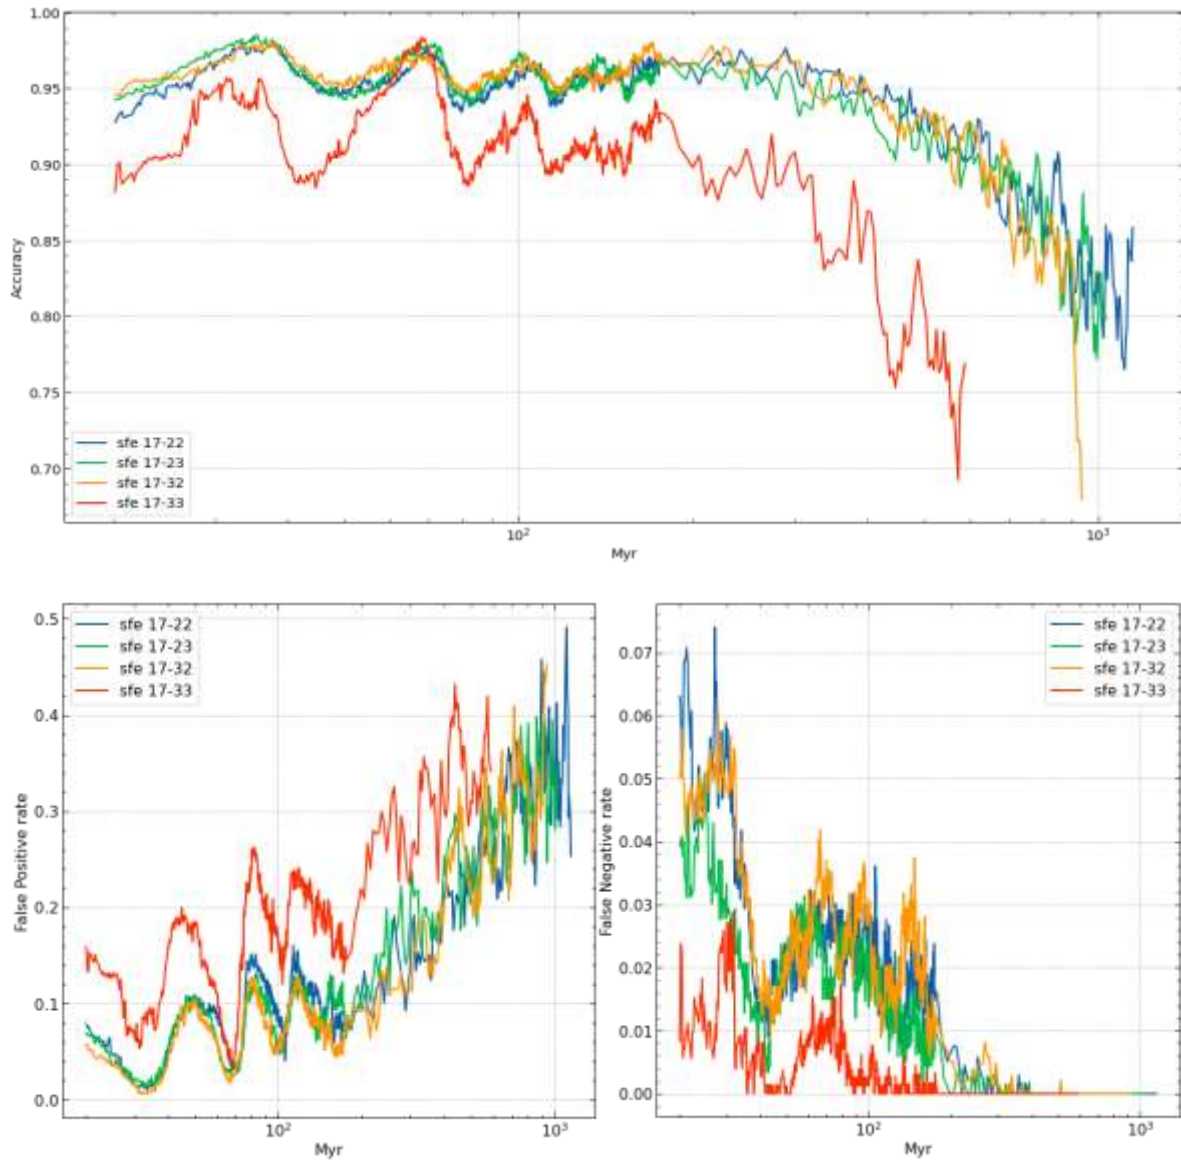 1.00
0.95
0.90
0.85
0.80
0.75
0.70
Accuracy
sfe 17-22
sfe 17-23
sfe 17-32
sfe 17-33
10²
10³
Myr
0.5
0.4
0.3
0.2
0.1
0.0
False Positive rate
sfe 17-22
sfe 17-23
sfe 17-32
sfe 17-33
10²
10³
Myr
0.07
0.06
0.05
0.04
0.03
0.02
0.01
0.00
False Negative rate
sfe 17-22
sfe 17-23
sfe 17-32
sfe 17-33
10²
10³
Myr